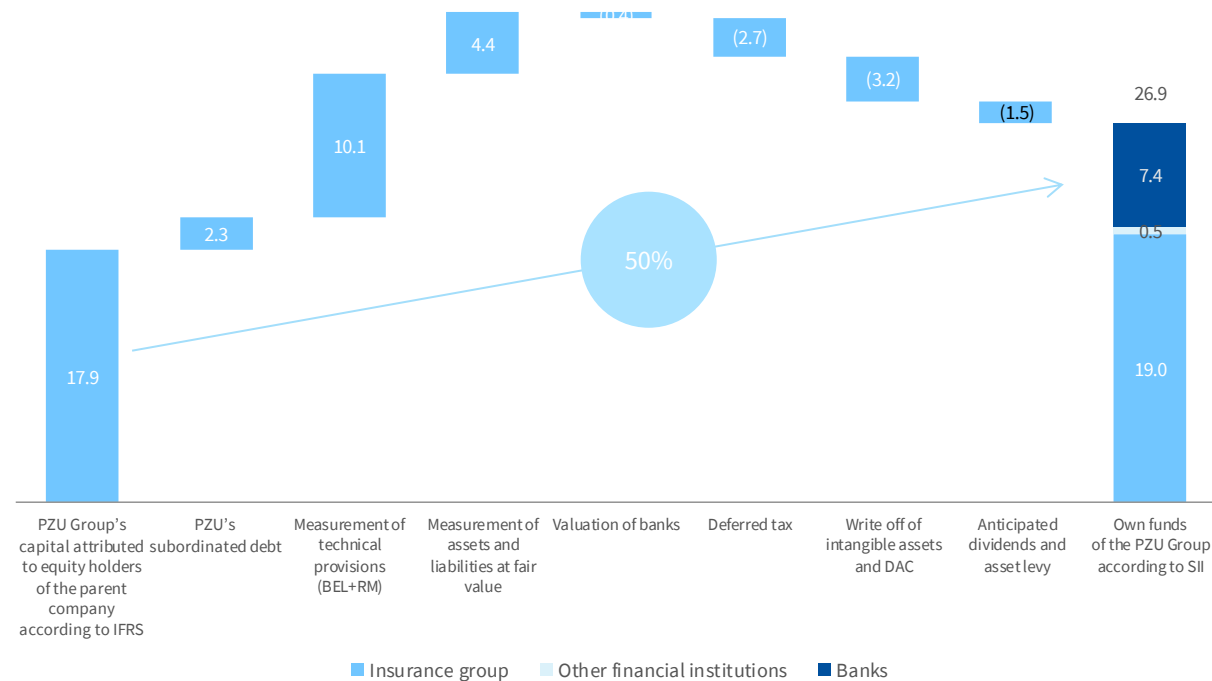 4.4
(2.7)
(3.2)
26.9
(1.5)
10.1
7.4
2.3
0.5
50%
17.9
19.0
PZU Group's
capital attributed
to equity holders
of the parent
company
according to IFRS
PZU's
subordinated debt
Measurement of
technical
provisions
(BEL+RM)
Measurement of
assets and
liabilities at fair
value
Valuation of banks
Deferred tax
Write off of
intangible assets
and DAC
Anticipated
dividends and
asset levy
Own funds
of the PZU Group
according to SII
Insurance group
Other financial institutions
Banks